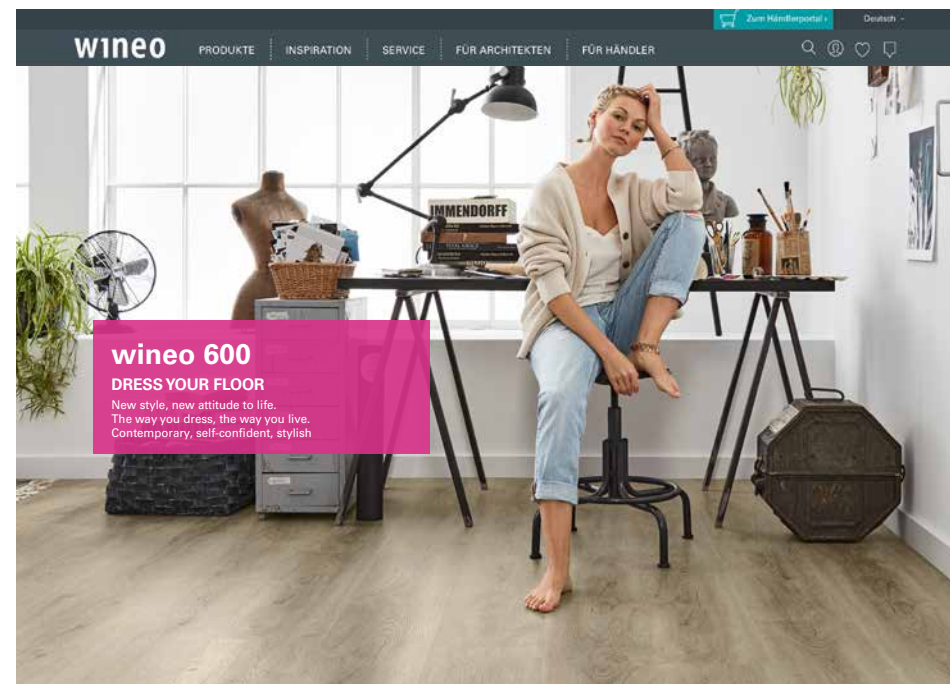 Zum Händlerportal ›
Deutsch
wineo
PRODUKTE
INSPIRATION
SERVICE
FÜR ARCHITEKTEN
FÜR HÄNDLER
IMMENDORFF
wineo 600
DRESS YOUR FLOOR
New style, new attitude to life.
The way you dress, the way you live.
Contemporary, self-confident, stylish